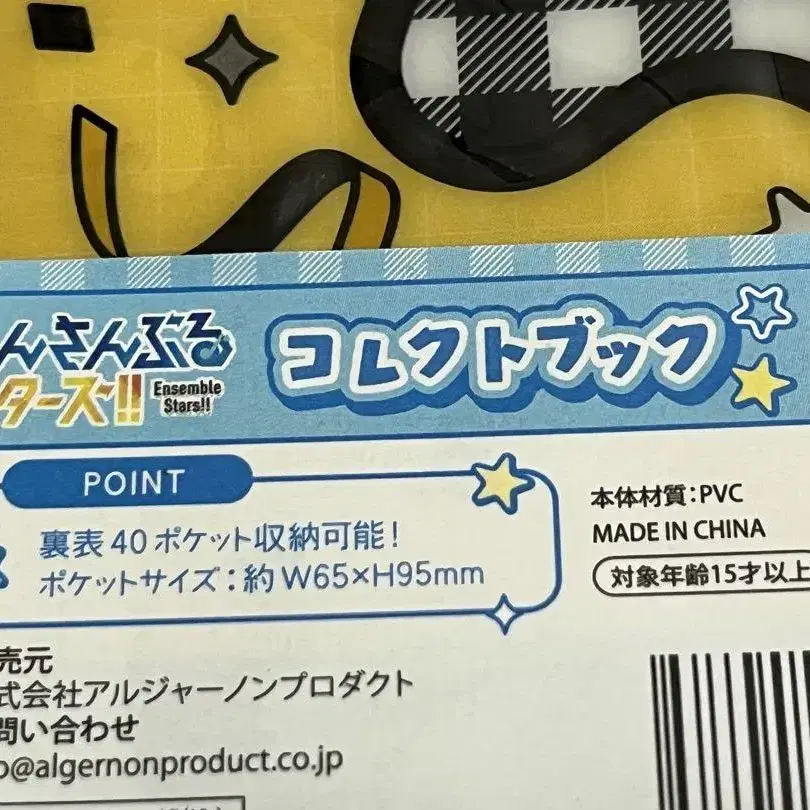 んさんぶる
ターズ!!
Ensemble
Stars!!
コレクトブック
POINT
裏表40ポケット収納可能!
ポケットサイズ:約W65×H95mm
本体材質:PVC
MADE IN CHINA
対象年齢15才以上
売元
式会社アルジャーノンプロダクト
問い合わせ
o@algernonproduct.co.jp